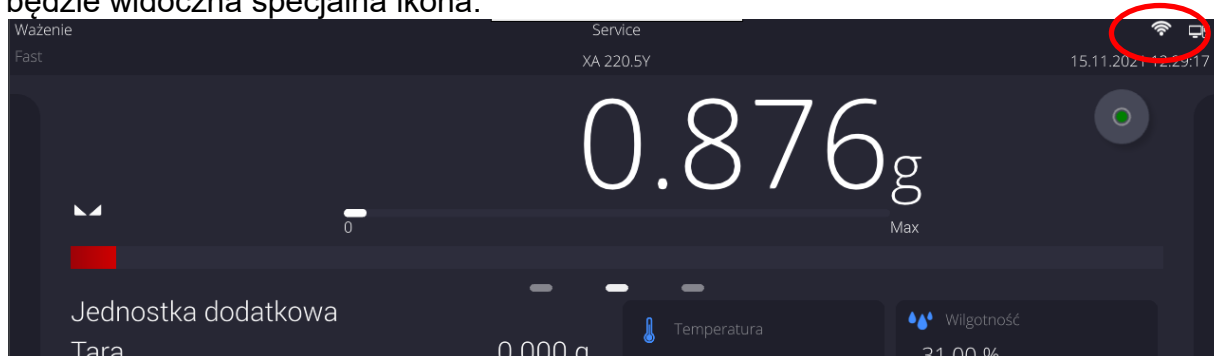 będzie widoczna specjalna ikona.
Ważenie Service
Fast XA 220.5Y 15.11.2021 12:29:17
0.876 g
0 Max
Jednostka dodatkowa
Temperatura Wilgotność
Tara 0.000 g 31.00 %